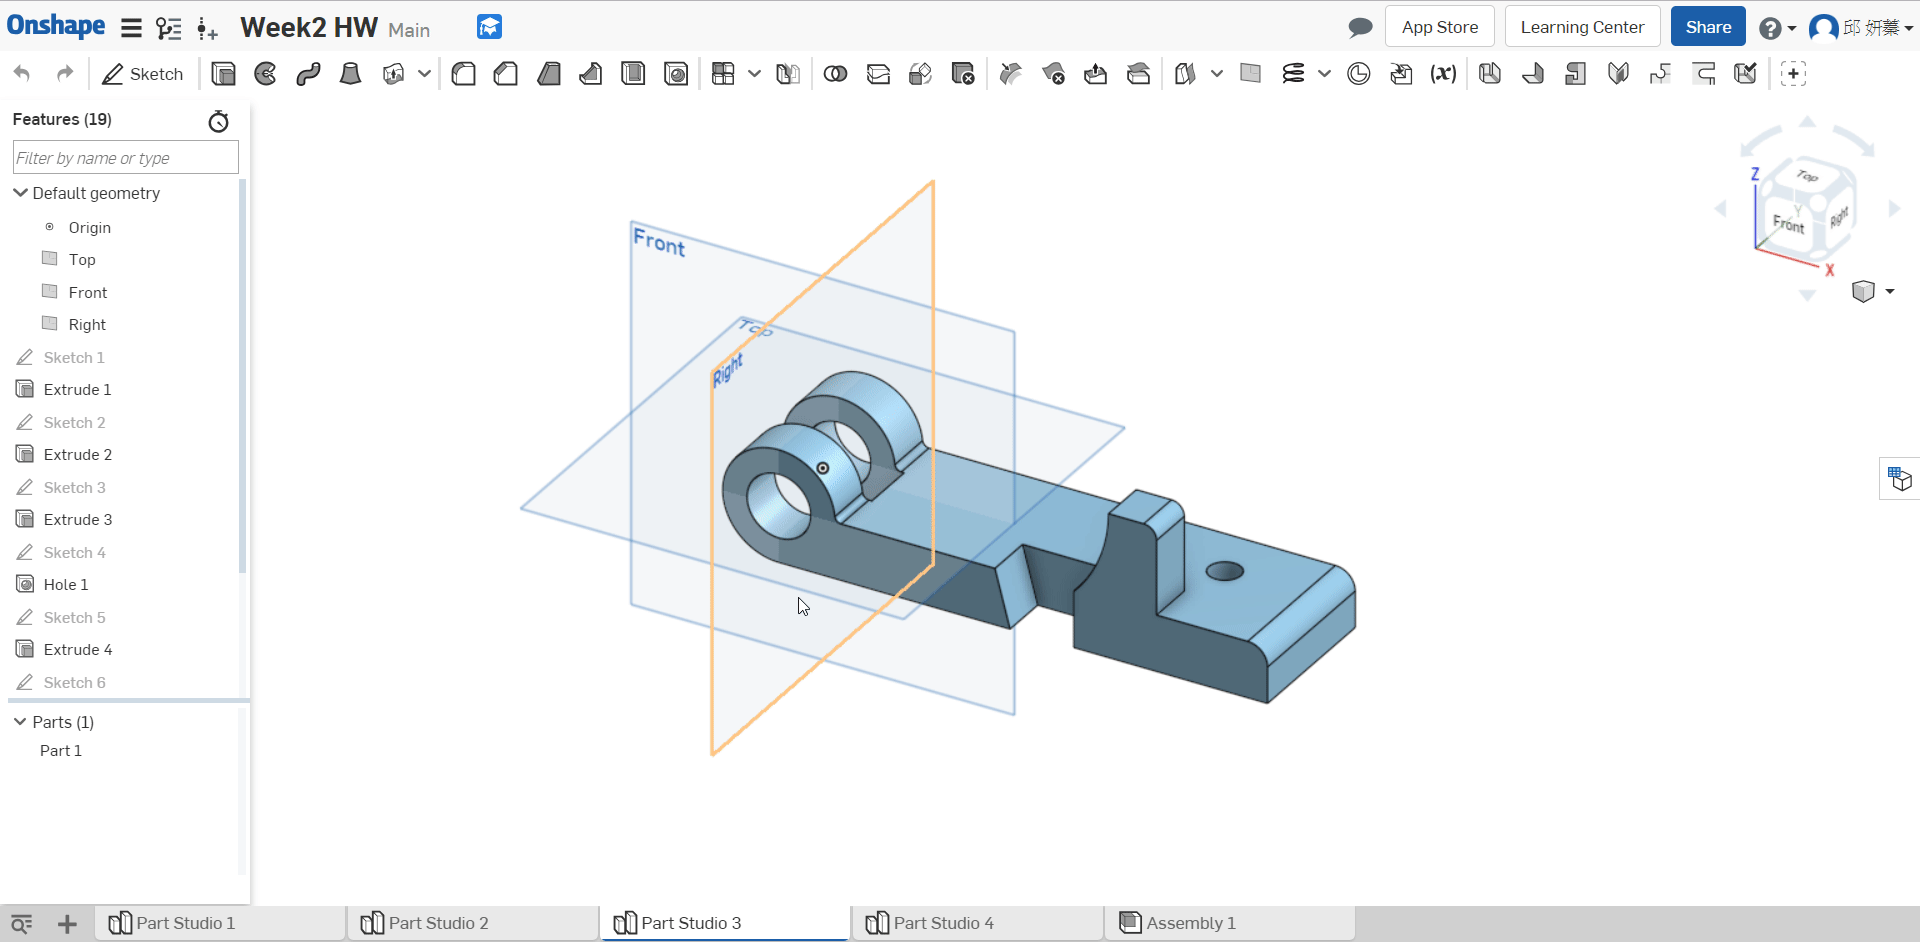 Onshape Week2 HW Main App Store Learning Center Share 邱 妍蓁
Sketch (x)
Features (19)
Filter by name or type
Default geometry
Origin
Top
Front
Right
Sketch 1
Extrude 1
Sketch 2
Extrude 2
Sketch 3
Extrude 3
Sketch 4
Hole 1
Sketch 5
Extrude 4
Sketch 6
Parts (1)
Part 1
Front
Top
Right
Z
Top
Y
Front
Right
X
Part Studio 1 Part Studio 2 Part Studio 3 Part Studio 4 Assembly 1